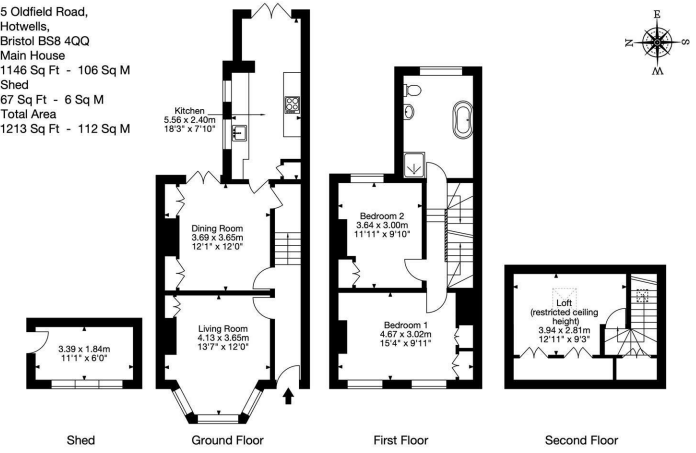 5 Oldfield Road,
Hotwells,
Bristol BS8 4QQ
Main House
1146 Sq Ft - 106 Sq M
Shed
67 Sq Ft - 6 Sq M
Total Area
1213 Sq Ft - 112 Sq M
E
N
S
W
Kitchen
5.56 x 2.40m
18'3" x 7'10"
Dining Room
3.69 x 3.65m
12'1" x 12'0"
Living Room
4.13 x 3.65m
13'7" x 12'0"
Bedroom 2
3.64 x 3.00m
11'11" x 9'10"
Bedroom 1
4.67 x 3.02m
15'4" x 9'11"
Loft
(restricted ceiling
height)
3.94 x 2.81m
12'11" x 9'3"
3.39 x 1.84m
11'1" x 6'0"
Shed
Ground Floor
First Floor
Second Floor